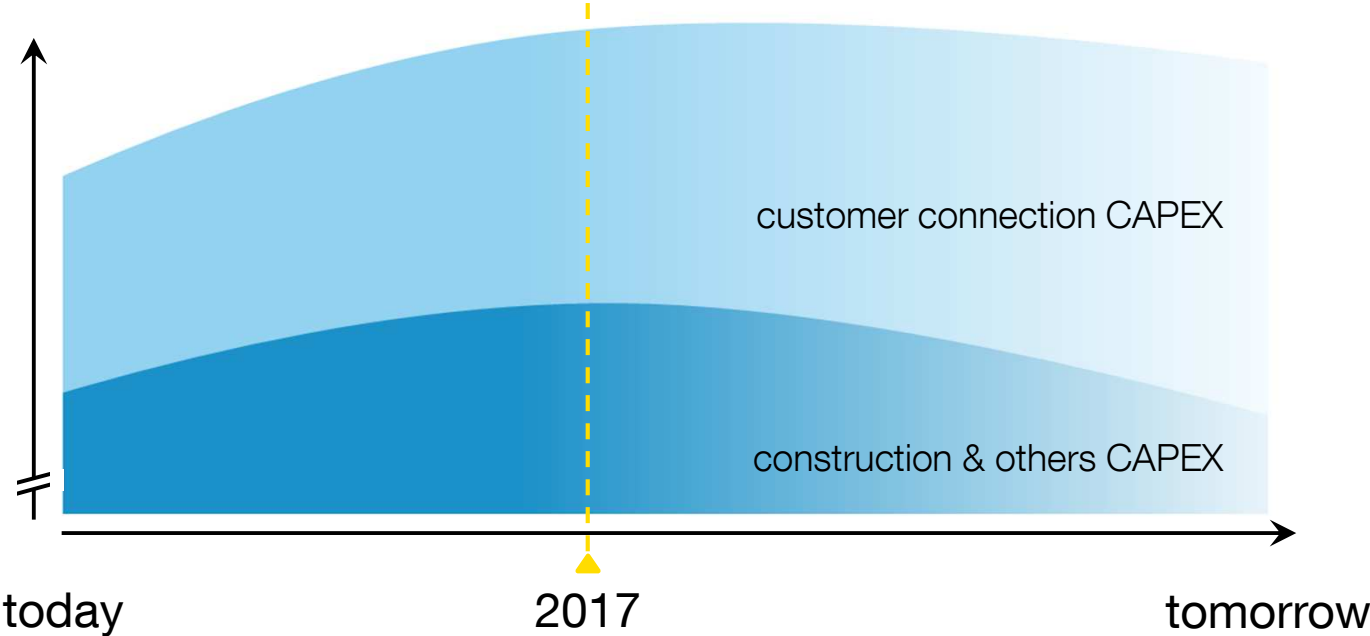 customer connection CAPEX
construction & others CAPEX
today
2017
tomorrow